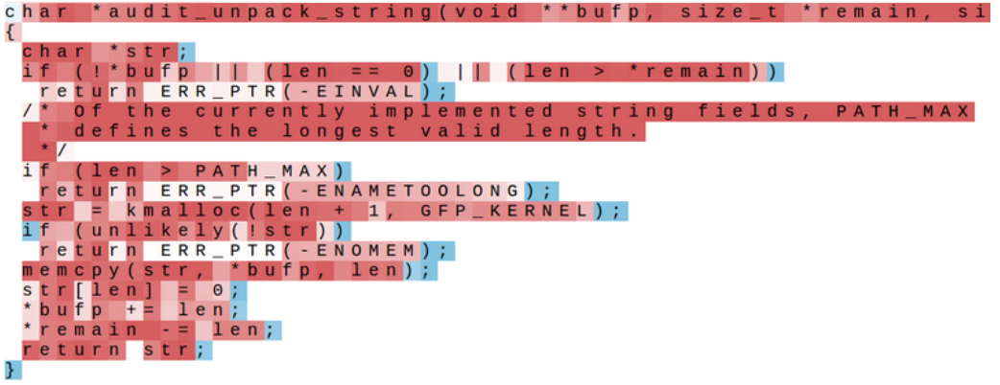 char *audit_unpack_string(void **bufp, size_t *remain, si
{
  char *str;
  if (!*bufp || (len == 0) || (len > *remain))
    return ERR_PTR(-EINVAL);
  /* Of the currently implemented string fields, PATH_MAX
   * defines the longest valid length.
   */
  if (len > PATH_MAX)
    return ERR_PTR(-ENAMETOOLONG);
  str = kmalloc(len + 1, GFP_KERNEL);
  if (unlikely(!str))
    return ERR_PTR(-ENOMEM);
  memcpy(str, *bufp, len);
  str[len] = 0;
  *bufp += len;
  *remain -= len;
  return str;
}